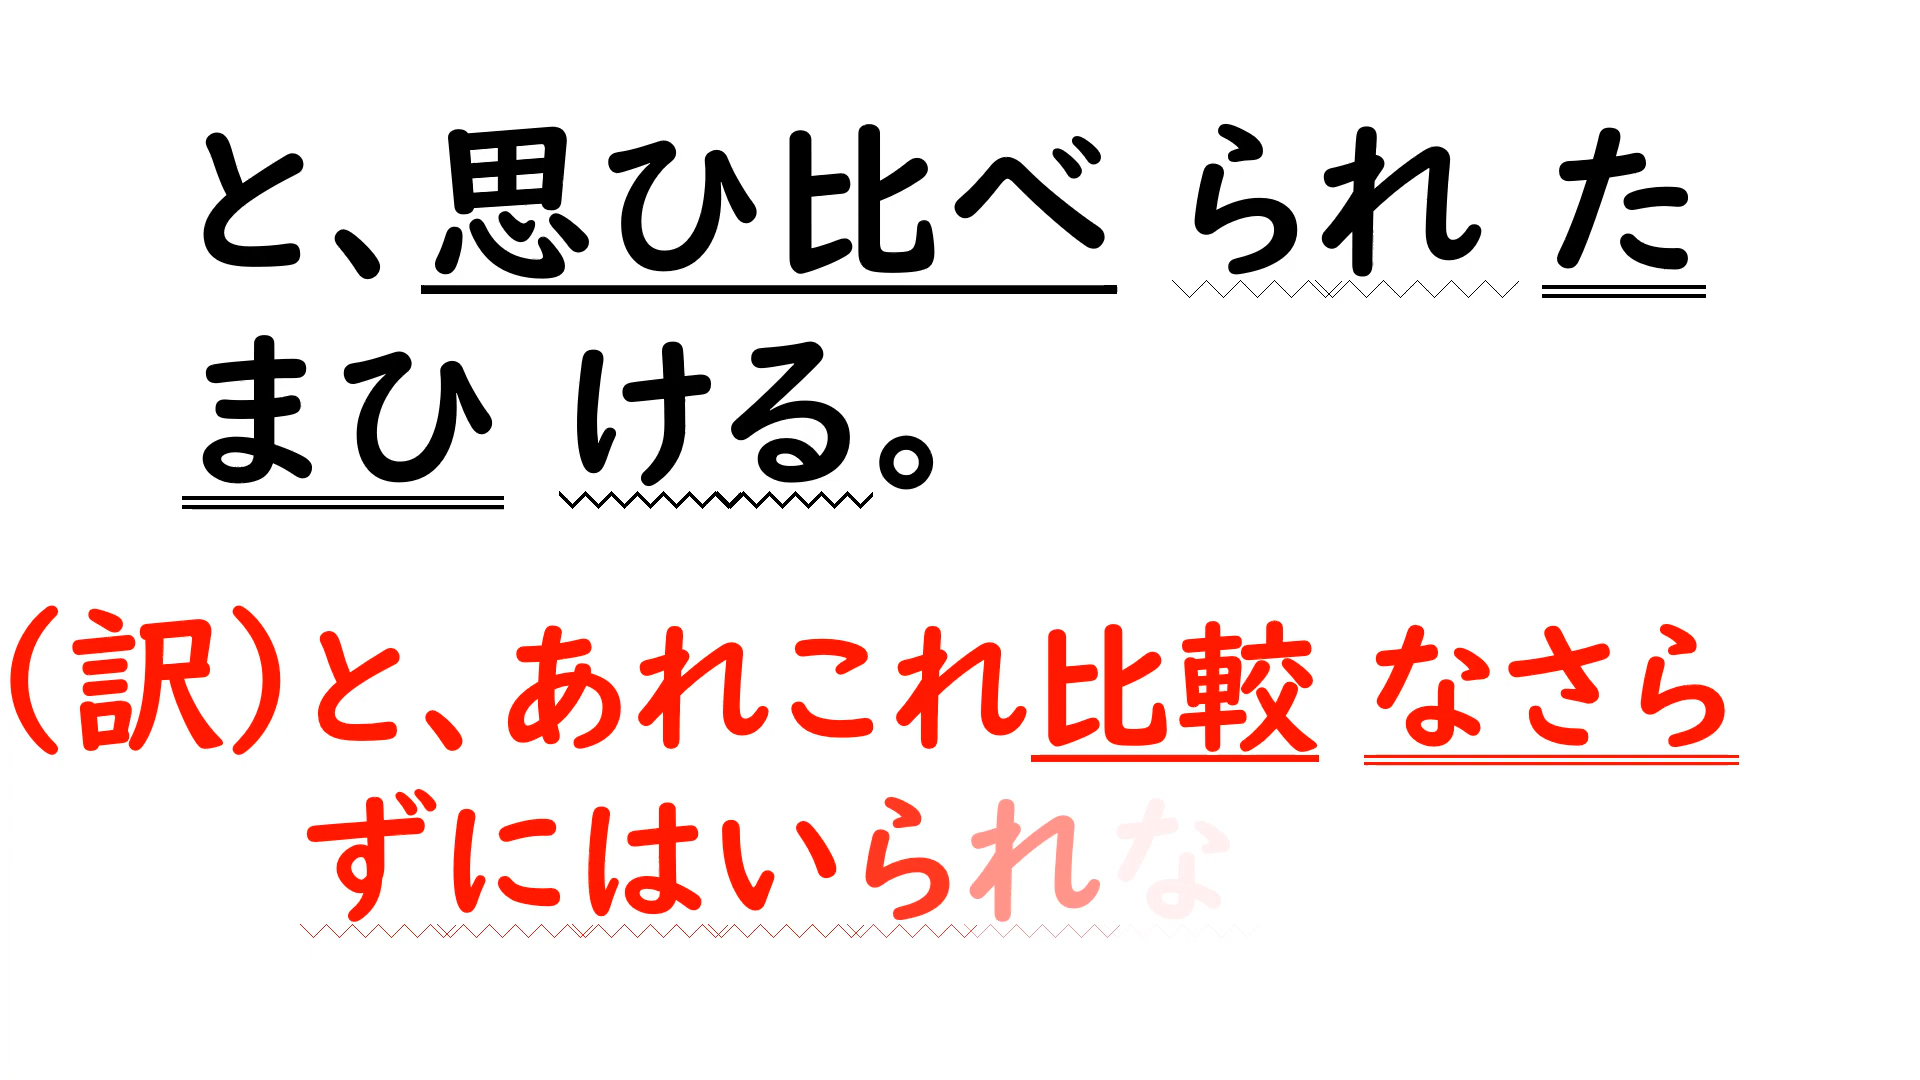 と、思ひ比べ られ た
まひ ける。
(訳)と、あれこれ比較 なさら
ずにはいられな